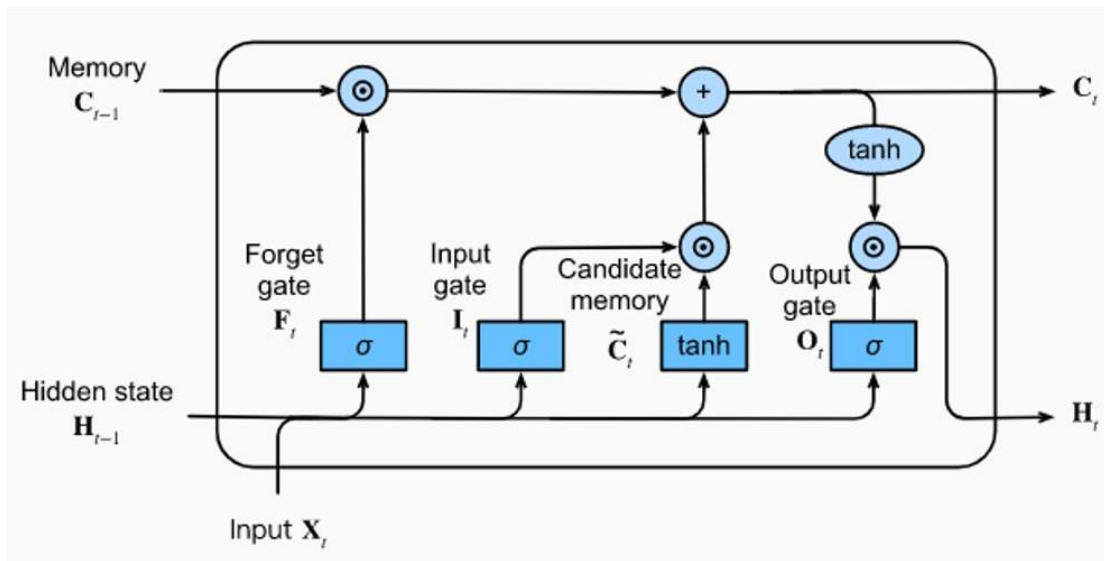 Memory
C_{t-1}
⊙
+
C_t
tanh
⊙
⊙
Forget
gate
F_t
Input
gate
I_t
Candidate
memory
C̃_t
Output
gate
O_t
σ
σ
tanh
σ
Hidden state
H_{t-1}
H_t
Input X_t